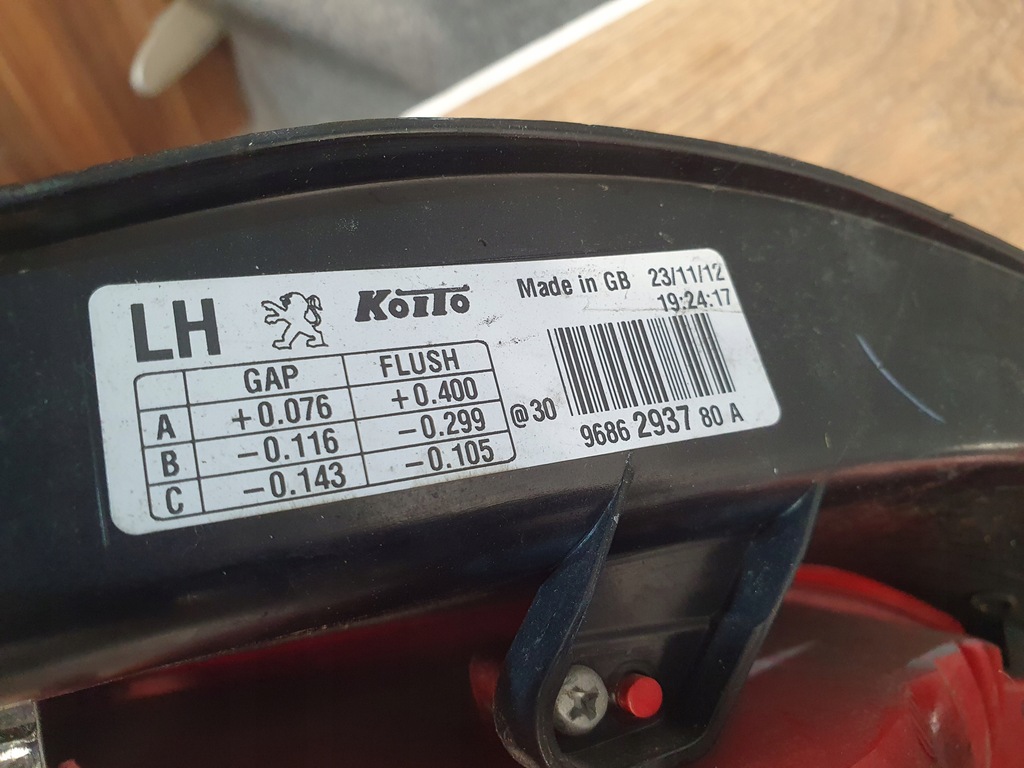 LH KOITO Made in GB 23/11/12
19:24:17
GAP FLUSH
A +0.076 +0.400
B -0.116 -0.299
C -0.143 -0.105
@30
9686 2937 80 A